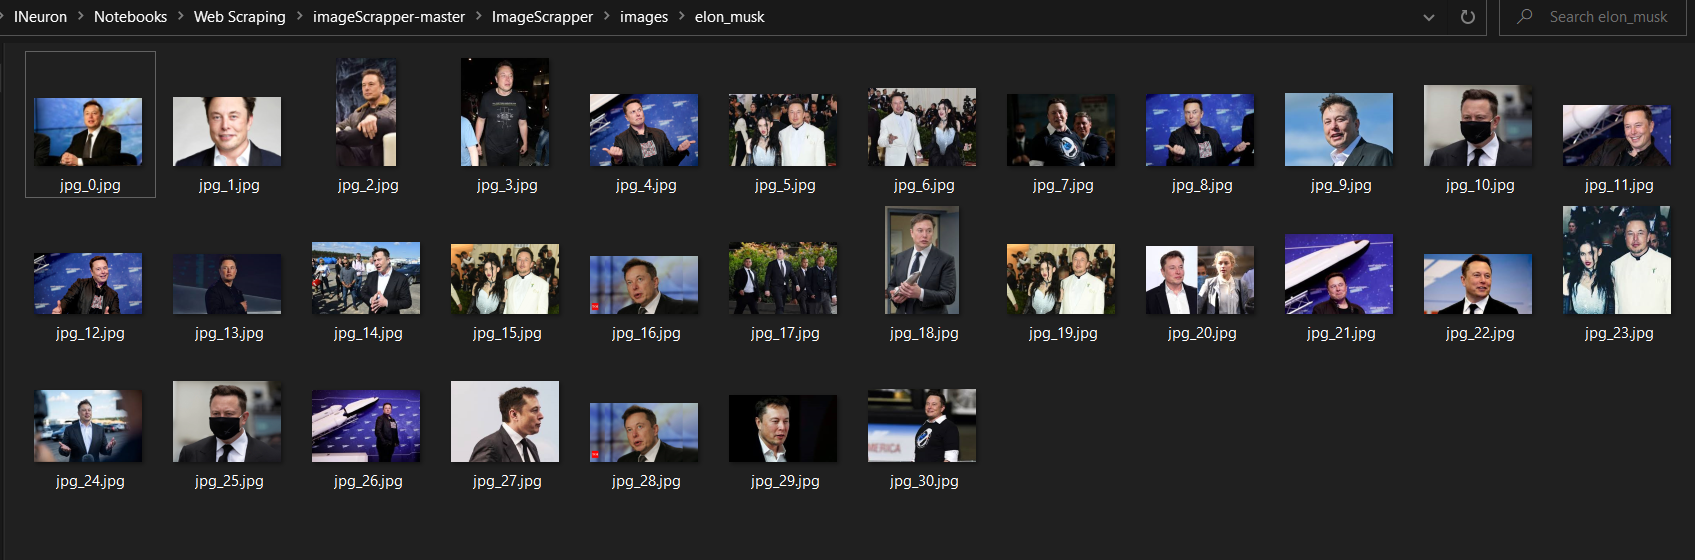 INeuron > Notebooks > Web Scraping > imageScrapper-master > ImageScrapper > images > elon_musk
Search elon_musk
jpg_0.jpg jpg_1.jpg jpg_2.jpg jpg_3.jpg jpg_4.jpg jpg_5.jpg jpg_6.jpg jpg_7.jpg jpg_8.jpg jpg_9.jpg jpg_10.jpg jpg_11.jpg
jpg_12.jpg jpg_13.jpg jpg_14.jpg jpg_15.jpg jpg_16.jpg jpg_17.jpg jpg_18.jpg jpg_19.jpg jpg_20.jpg jpg_21.jpg jpg_22.jpg jpg_23.jpg
MERICA
jpg_24.jpg jpg_25.jpg jpg_26.jpg jpg_27.jpg jpg_28.jpg jpg_29.jpg jpg_30.jpg